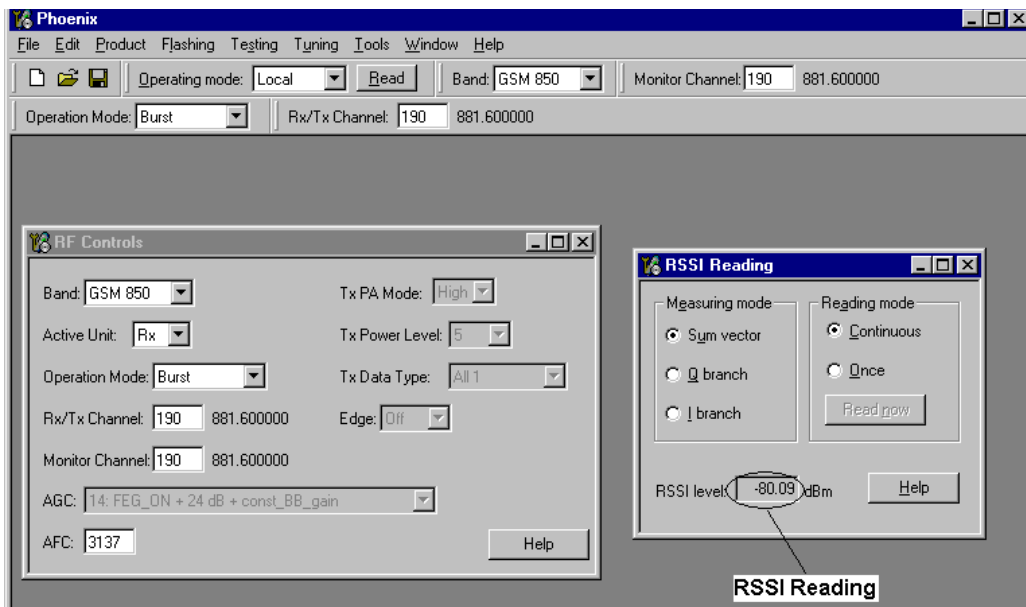 Phoenix
File Edit Product Flashing Testing Tuning Tools Window Help
Operating mode: Local Read Band: GSM 850 Monitor Channel: 190 881.600000
Operation Mode: Burst Rx/Tx Channel: 190 881.600000
RF Controls
Band: GSM 850 Tx PA Mode: High
Active Unit: Rx Tx Power Level: 5
Operation Mode: Burst Tx Data Type: All 1
Rx/Tx Channel: 190 881.600000 Edge: Off
Monitor Channel: 190 881.600000
AGC: 14: FEG_ON + 24 dB + const_BB_gain
AFC: 3137 Help
RSSI Reading
Measuring mode Reading mode
Sum vector Continuous
Q branch Once
I branch Read now
RSSI level: -80.09 dBm Help
RSSI Reading